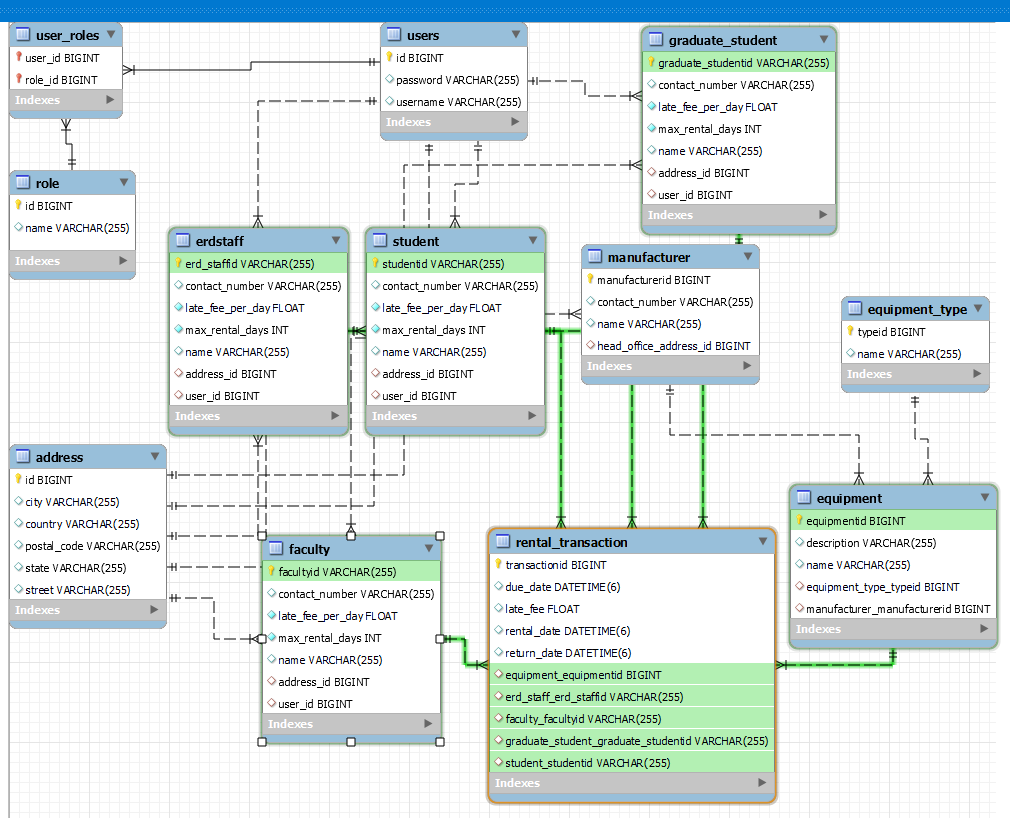 user_roles
user_id BIGINT
role_id BIGINT
Indexes
users
id BIGINT
password VARCHAR(255)
username VARCHAR(255)
Indexes
graduate_student
graduate_studentid VARCHAR(255)
contact_number VARCHAR(255)
late_fee_per_day FLOAT
max_rental_days INT
name VARCHAR(255)
address_id BIGINT
user_id BIGINT
Indexes
role
id BIGINT
name VARCHAR(255)
Indexes
erdstaff
erd_staffid VARCHAR(255)
contact_number VARCHAR(255)
late_fee_per_day FLOAT
max_rental_days INT
name VARCHAR(255)
address_id BIGINT
user_id BIGINT
Indexes
student
studentid VARCHAR(255)
contact_number VARCHAR(255)
late_fee_per_day FLOAT
max_rental_days INT
name VARCHAR(255)
address_id BIGINT
user_id BIGINT
Indexes
manufacturer
manufacturerid BIGINT
contact_number VARCHAR(255)
name VARCHAR(255)
head_office_address_id BIGINT
Indexes
equipment_type
typeid BIGINT
name VARCHAR(255)
Indexes
address
id BIGINT
city VARCHAR(255)
country VARCHAR(255)
postal_code VARCHAR(255)
state VARCHAR(255)
street VARCHAR(255)
Indexes
faculty
facultyid VARCHAR(255)
contact_number VARCHAR(255)
late_fee_per_day FLOAT
max_rental_days INT
name VARCHAR(255)
address_id BIGINT
user_id BIGINT
Indexes
rental_transaction
transactionid BIGINT
due_date DATETIME(6)
late_fee FLOAT
rental_date DATETIME(6)
return_date DATETIME(6)
equipment_equipmentid BIGINT
erd_staff_erd_staffid VARCHAR(255)
faculty_facultyid VARCHAR(255)
graduate_student_graduate_studentid VARCHAR(255)
student_studentid VARCHAR(255)
Indexes
equipment
equipmentid BIGINT
description VARCHAR(255)
name VARCHAR(255)
equipment_type_typeid BIGINT
manufacturer_manufacturerid BIGINT
Indexes